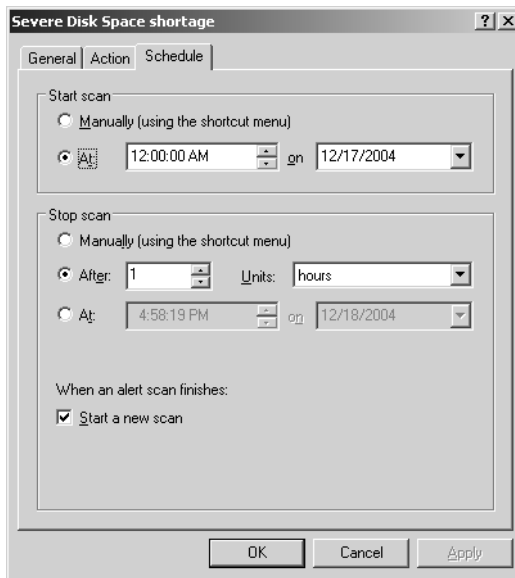 Severe Disk Space shortage
General Action Schedule
Start scan
Manually (using the shortcut menu)
At: 12:00:00 AM on 12/17/2004
Stop scan
Manually (using the shortcut menu)
After: 1 Units: hours
At: 4:58:19 PM on 12/18/2004
When an alert scan finishes:
Start a new scan
OK Cancel Apply